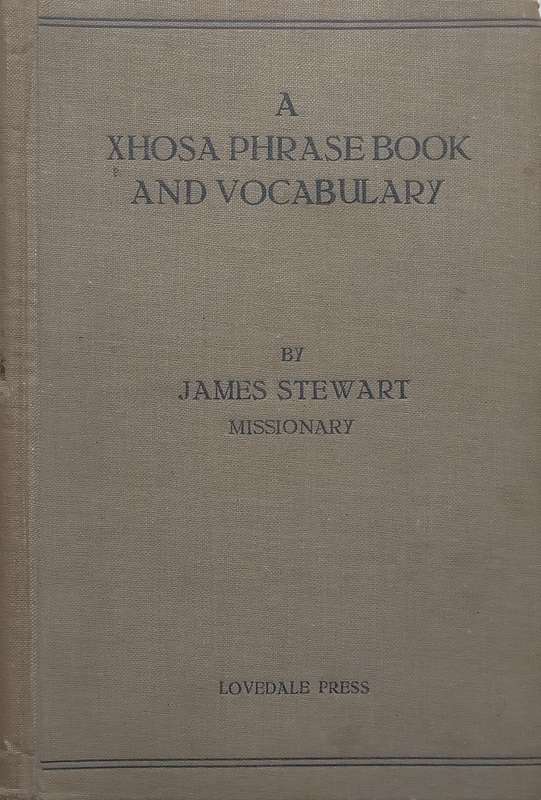 A
XHOSA PHRASE BOOK
AND VOCABULARY
BY
JAMES STEWART
MISSIONARY
LOVEDALE PRESS